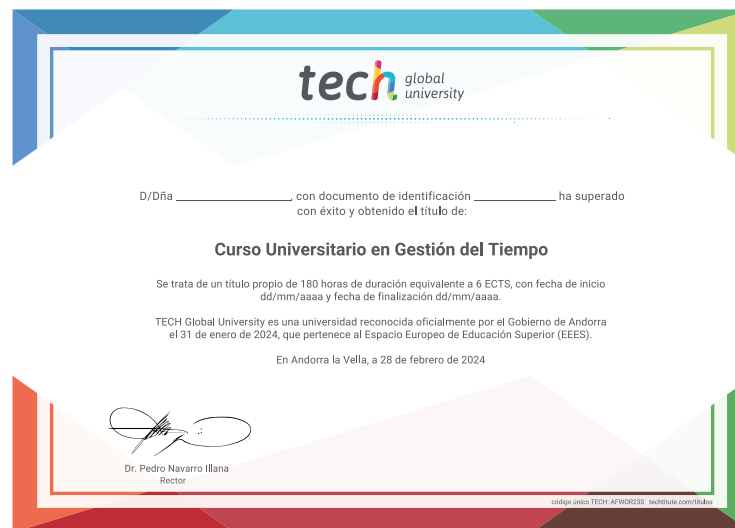 tech global university
D/Dña ____________________, con documento de identificación ______________ ha superado
con éxito y obtenido el título de:
Curso Universitario en Gestión del Tiempo
Se trata de un título propio de 180 horas de duración equivalente a 6 ECTS, con fecha de inicio
dd/mm/aaaa y fecha de finalización dd/mm/aaaa.
TECH Global University es una universidad reconocida oficialmente por el Gobierno de Andorra
el 31 de enero de 2024, que pertenece al Espacio Europeo de Educación Superior (EEES).
En Andorra la Vella, a 28 de febrero de 2024
Dr. Pedro Navarro Illana
Rector
código único TECH: AFWOR23S techtitute.com/titulos